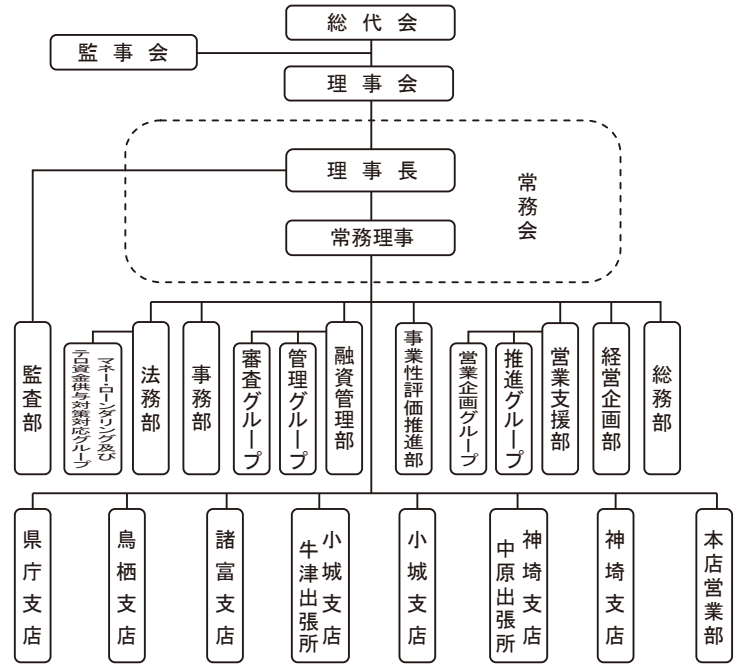 総代会
監事会
理事会
理事長
常務会
常務理事
総務部
経営企画部
営業支援部
推進グループ
営業企画グループ
事業性評価推進部
融資管理部
管理グループ
審査グループ
事務部
法務部
マネー・ローンダリング及び
テロ資金供与対策対応グループ
監査部
本店営業部
神埼支店
神埼支店
中原出張所
小城支店
小城支店
牛津出張所
諸富支店
鳥栖支店
県庁支店